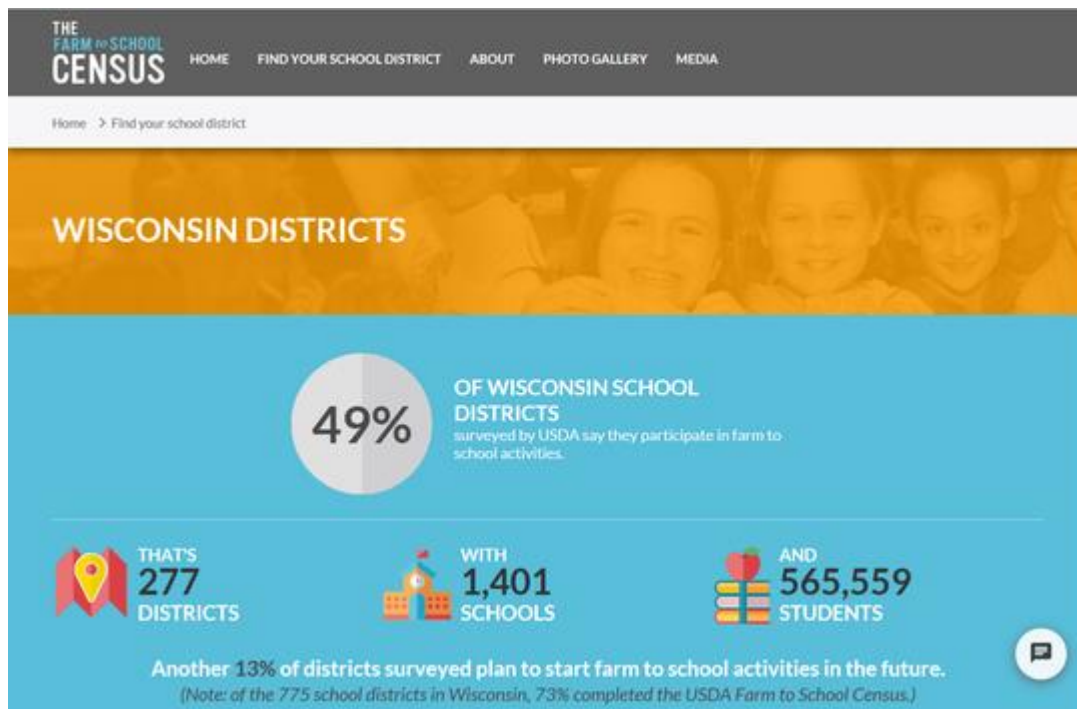 THE
FARM to SCHOOL
CENSUS
HOME FIND YOUR SCHOOL DISTRICT ABOUT PHOTO GALLERY MEDIA
Home > Find your school district
WISCONSIN DISTRICTS
49%
OF WISCONSIN SCHOOL
DISTRICTS
surveyed by USDA say they participate in farm to
school activities.
THAT'S
277
DISTRICTS
WITH
1,401
SCHOOLS
AND
565,559
STUDENTS
Another 13% of districts surveyed plan to start farm to school activities in the future.
(Note: of the 775 school districts in Wisconsin, 73% completed the USDA Farm to School Census.)